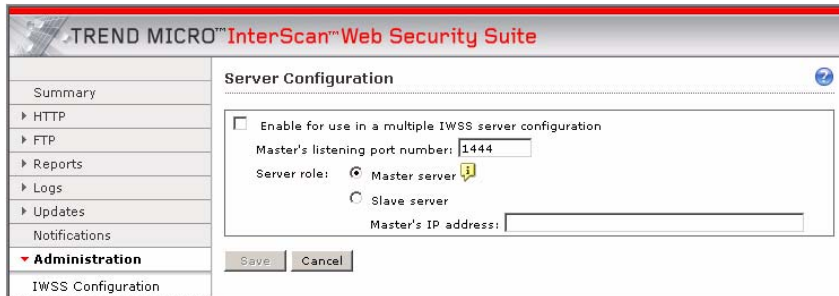 TREND MICRO™ InterScan™ Web Security Suite
Summary
HTTP
FTP
Reports
Logs
Updates
Notifications
Administration
IWSS Configuration
Server Configuration
Enable for use in a multiple IWSS server configuration
Master's listening port number: 1444
Server role: Master server
Slave server
Master's IP address:
Save Cancel